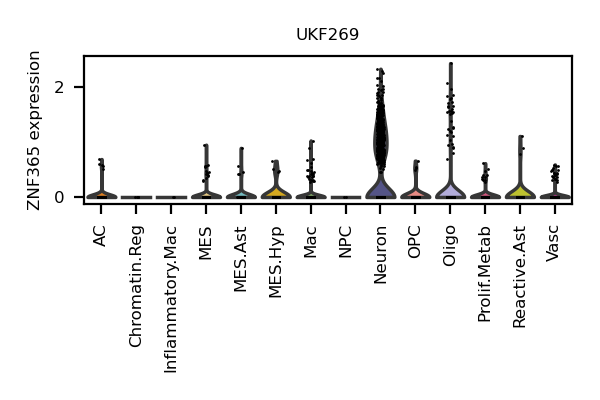 UKF269
ZNF365 expression
2
0
AC
Chromatin.Reg
Inflammatory.Mac
MES
MES.Ast
MES.Hyp
Mac
NPC
Neuron
OPC
Oligo
Prolif.Metab
Reactive.Ast
Vasc